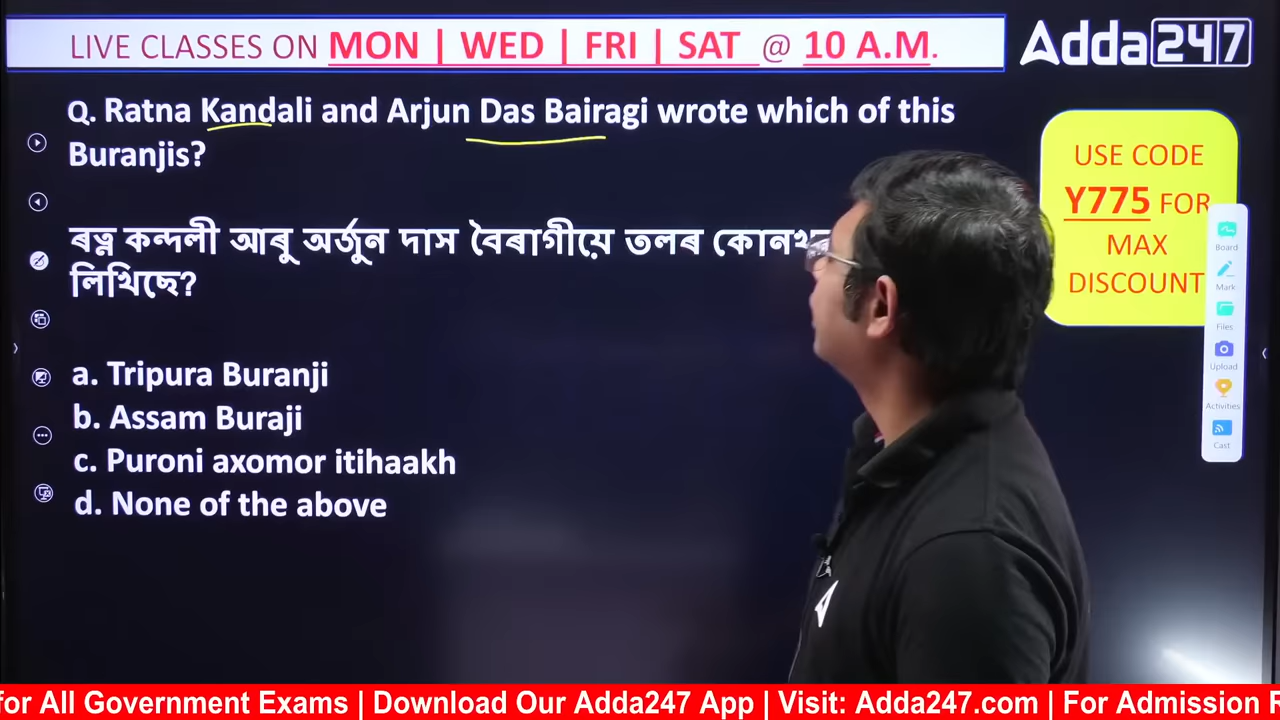 LIVE CLASSES ON MON | WED | FRI | SAT @ 10 A.M.
Adda247
Q. Ratna Kandali and Arjun Das Bairagi wrote which of this
Buranjis?
ৰত্ন কন্দলী আৰু অৰ্জুন দাস বৈৰাগীয়ে তলৰ
লিখিছে?
a. Tripura Buranji
b. Assam Buraji
c. Puroni axomor itihaakh
d. None of the above
USE CODE
Y775 FOR
MAX
DISCOUNT
Board
Mark
Files
Upload
Activities
Cast
for All Government Exams | Download Our Adda247 App | Visit: Adda247.com | For Admission